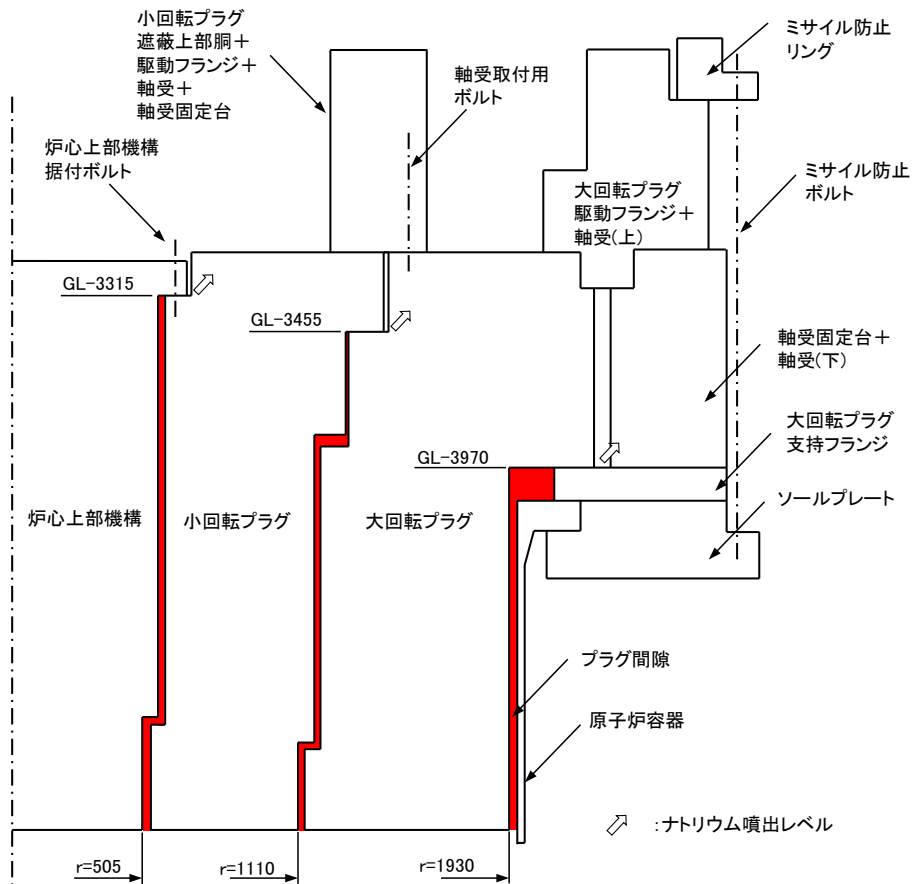 小回転プラグ
遮蔽上部胴＋
駆動フランジ＋
軸受＋
軸受固定台
軸受取付用
ボルト
ミサイル防止
リング
炉心上部機構
据付ボルト
大回転プラグ
駆動フランジ＋
軸受(上)
ミサイル防止
ボルト
GL-3315
GL-3455
軸受固定台＋
軸受(下)
大回転プラグ
支持フランジ
GL-3970
ソールプレート
炉心上部機構
小回転プラグ
大回転プラグ
プラグ間隙
原子炉容器
:ナトリウム噴出レベル
r=505
r=1110
r=1930